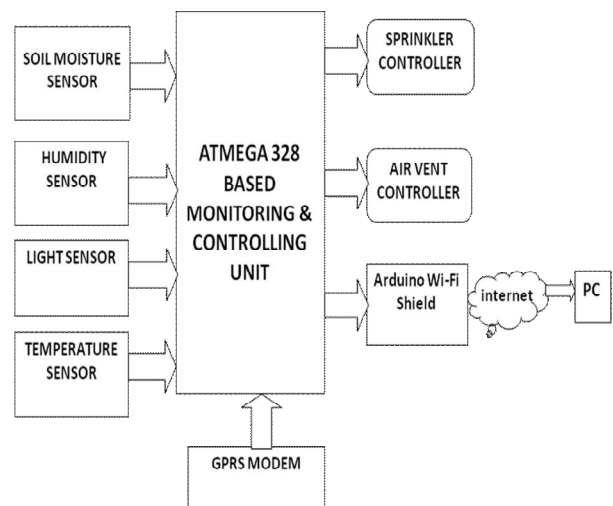 SOIL MOISTURE
SENSOR
HUMIDITY
SENSOR
LIGHT SENSOR
TEMPERATURE
SENSOR
ATMEGA 328
BASED
MONITORING &
CONTROLLING
UNIT
GPRS MODEM
SPRINKLER
CONTROLLER
AIR VENT
CONTROLLER
Arduino Wi-Fi
Shield
internet
PC